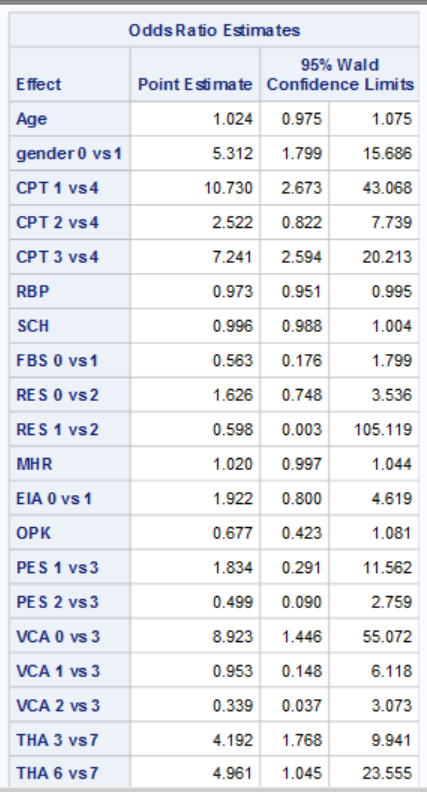 Odds Ratio Estimates
Effect Point Estimate 95% Wald Confidence Limits
Age 1.024 0.975 1.075
gender 0 vs 1 5.312 1.799 15.686
CPT 1 vs 4 10.730 2.673 43.068
CPT 2 vs 4 2.522 0.822 7.739
CPT 3 vs 4 7.241 2.594 20.213
RBP 0.973 0.951 0.995
SCH 0.996 0.988 1.004
FBS 0 vs 1 0.563 0.176 1.799
RES 0 vs 2 1.626 0.748 3.536
RES 1 vs 2 0.598 0.003 105.119
MHR 1.020 0.997 1.044
EIA 0 vs 1 1.922 0.800 4.619
OPK 0.677 0.423 1.081
PES 1 vs 3 1.834 0.291 11.562
PES 2 vs 3 0.499 0.090 2.759
VCA 0 vs 3 8.923 1.446 55.072
VCA 1 vs 3 0.953 0.148 6.118
VCA 2 vs 3 0.339 0.037 3.073
THA 3 vs 7 4.192 1.768 9.941
THA 6 vs 7 4.961 1.045 23.555